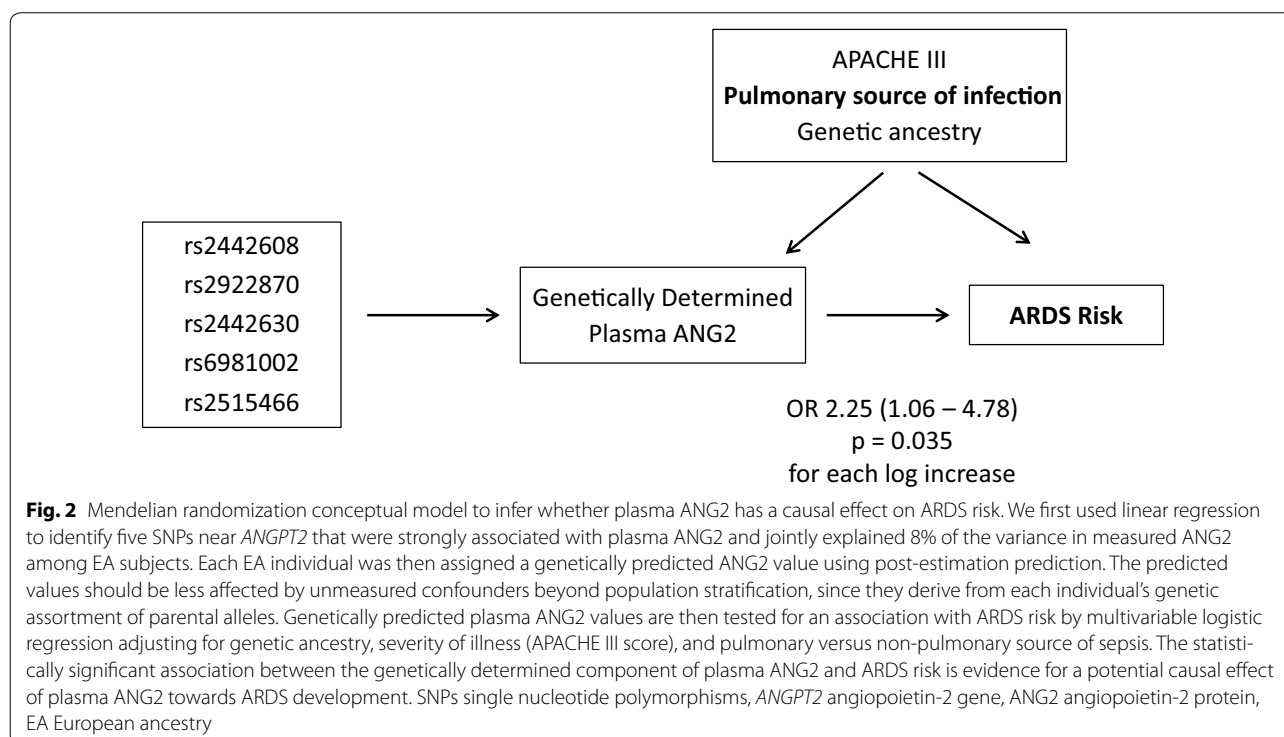 APACHE III
Pulmonary source of infection
Genetic ancestry
rs2442608
rs2922870
rs2442630
rs6981002
rs2515466
Genetically Determined
Plasma ANG2
ARDS Risk
OR 2.25 (1.06 – 4.78)
p = 0.035
for each log increase
Fig. 2 Mendelian randomization conceptual model to infer whether plasma ANG2 has a causal effect on ARDS risk. We first used linear regression
to identify five SNPs near ANGPT2 that were strongly associated with plasma ANG2 and jointly explained 8% of the variance in measured ANG2
among EA subjects. Each EA individual was then assigned a genetically predicted ANG2 value using post-estimation prediction. The predicted
values should be less affected by unmeasured confounders beyond population stratification, since they derive from each individual's genetic
assortment of parental alleles. Genetically predicted plasma ANG2 values are then tested for an association with ARDS risk by multivariable logistic
regression adjusting for genetic ancestry, severity of illness (APACHE III score), and pulmonary versus non-pulmonary source of sepsis. The statisti-
cally significant association between the genetically determined component of plasma ANG2 and ARDS risk is evidence for a potential causal effect
of plasma ANG2 towards ARDS development. SNPs single nucleotide polymorphisms, ANGPT2 angiopoietin-2 gene, ANG2 angiopoietin-2 protein,
EA European ancestry